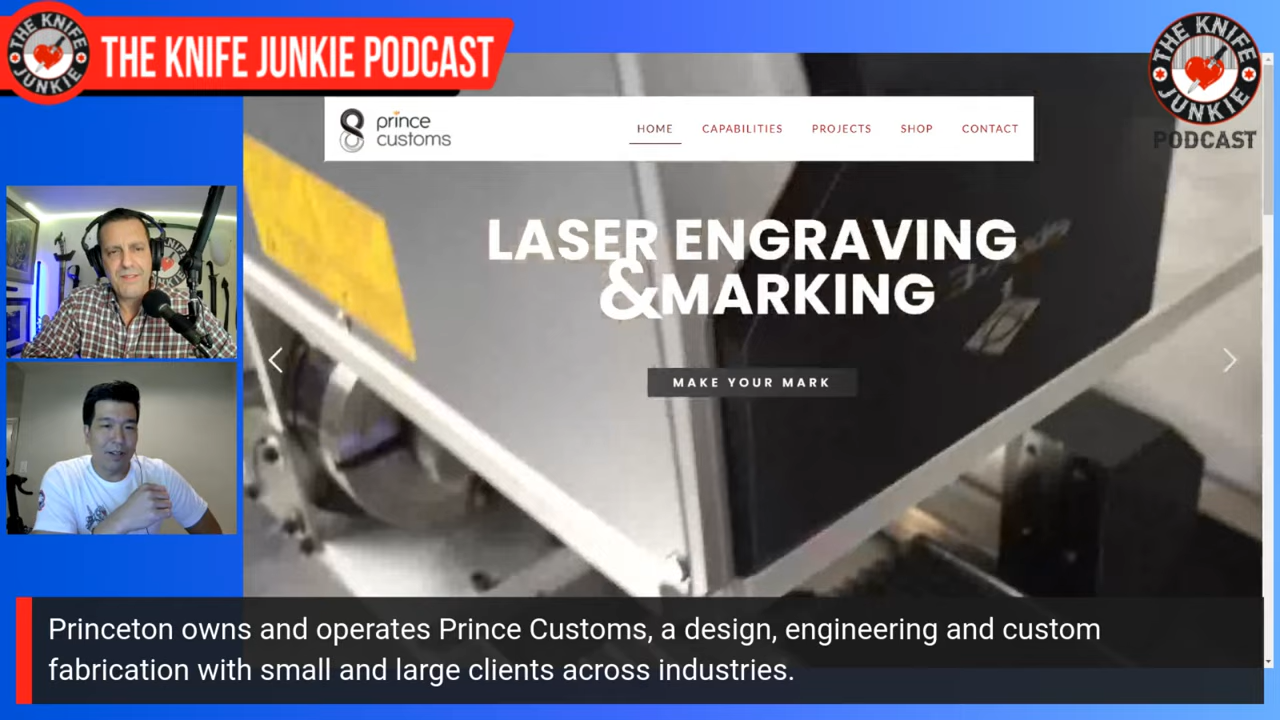 THE KNIFE JUNKIE
THE KNIFE JUNKIE PODCAST
THE KNIFE JUNKIE
PODCAST
8 prince
customs
HOME CAPABILITIES PROJECTS SHOP CONTACT
LASER ENGRAVING
&MARKING
MAKE YOUR MARK
Princeton owns and operates Prince Customs, a design, engineering and custom
fabrication with small and large clients across industries.